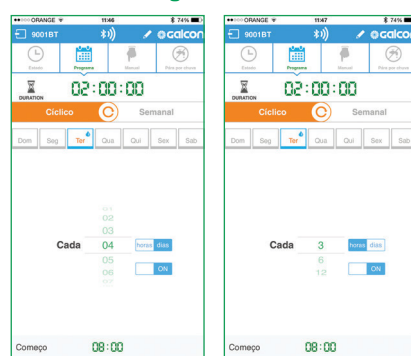 ORANGE 11:46 74%
9001BT GALCON
Estado Programa Manual Pára por chuva
DURATION 02:00:00
Cíclico Semanal
Dom Seg Ter Qua Qui Sex Sab
02
03
Cada 04 horas dias
05
06 ON
07
Começo 08:00
ORANGE 11:47 74%
9001BT GALCON
Estado Programa Manual Pára por chuva
DURATION 02:00:00
Cíclico Semanal
Dom Seg Ter Qua Qui Sex Sab
Cada 3 horas dias
6
12 ON
Começo 08:00